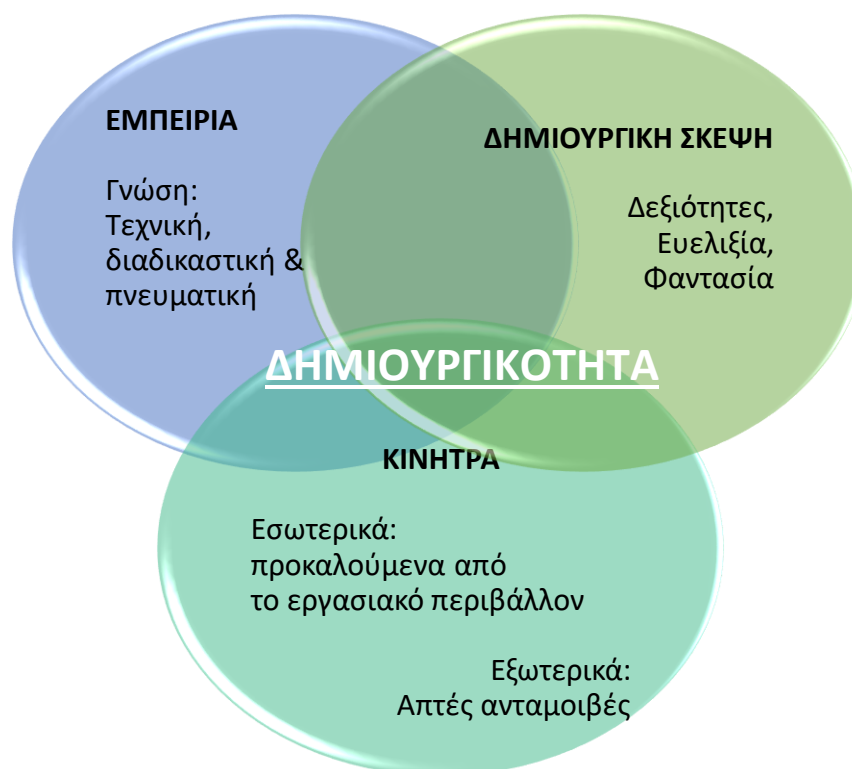 ΕΜΠΕΙΡΙΑ
Γνώση:
Τεχνική,
διαδικαστική &
πνευματική
ΔΗΜΙΟΥΡΓΙΚΗ ΣΚΕΨΗ
Δεξιότητες,
Ευελιξία,
Φαντασία
ΔΗΜΙΟΥΡΓΙΚΟΤΗΤΑ
ΚΙΝΗΤΡΑ
Εσωτερικά:
προκαλούμενα από
το εργασιακό περιβάλλον
Εξωτερικά:
Απτές ανταμοιβές